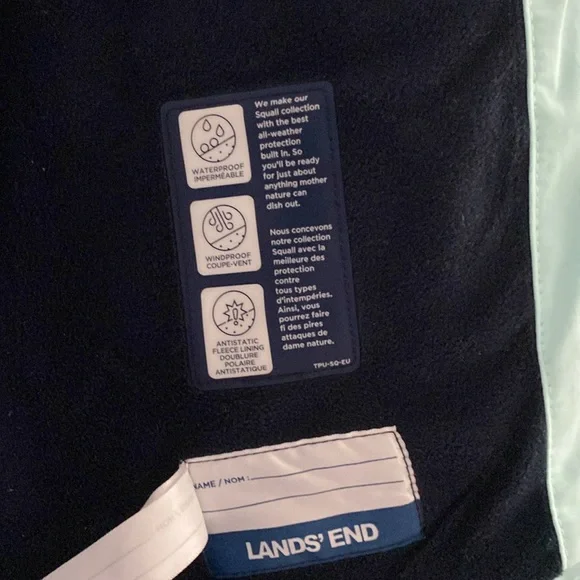 WATERPROOF
IMPERMÉABLE
WINDPROOF
COUPE-VENT
ANTISTATIC
FLEECE LINING
DOUBLURE
POLAIRE
ANTISTATIQUE
We make our
Squall collection
with the best
all-weather
protection
built in. So
you'll be ready
for just about
anything mother
nature can
dish out.
Nous concevons
notre collection
Squall avec la
meilleure des
protection
contre
tous types
d'intempéries.
Ainsi, vous
pourrez faire
fi des pires
attaques de
dame nature.
TPU-SQ-EU
NAME / NOM :
LANDS' END